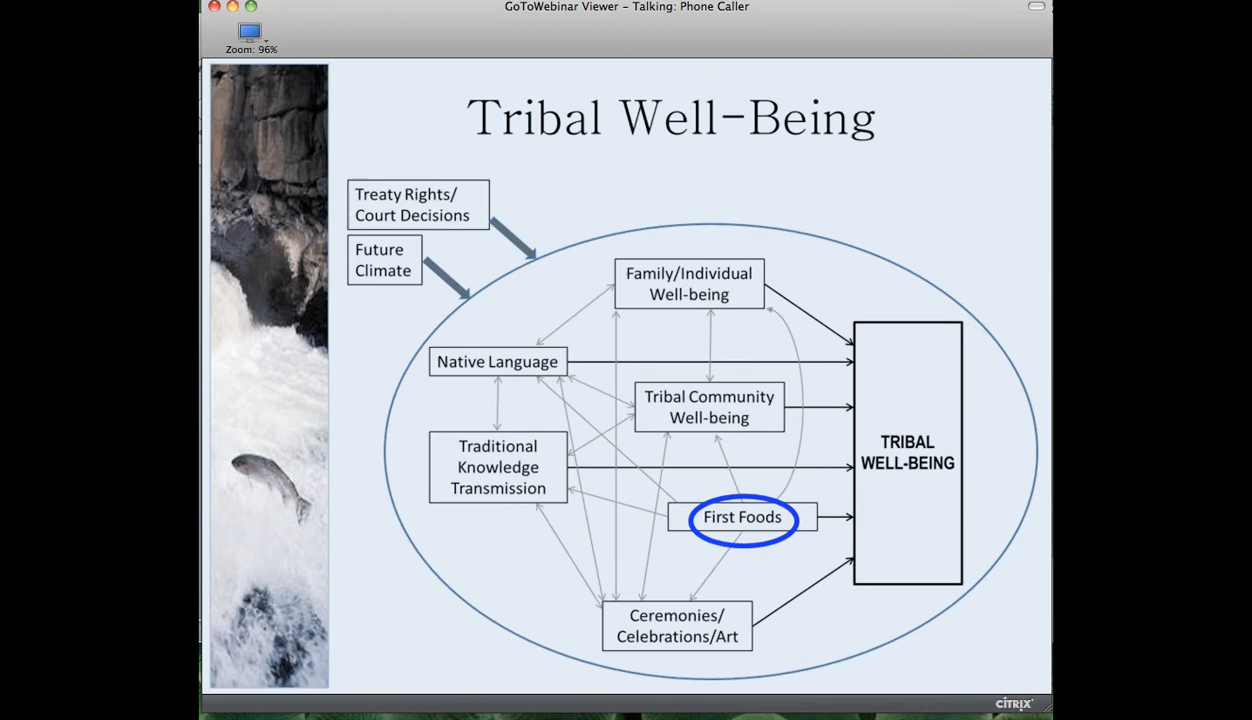 GoToWebinar Viewer - Talking: Phone Caller
Zoom: 96%
Tribal Well-Being
Treaty Rights/
Court Decisions
Future
Climate
Family/Individual
Well-being
Native Language
Tribal Community
Well-being
Traditional
Knowledge
Transmission
TRIBAL
WELL-BEING
First Foods
Ceremonies/
Celebrations/Art
CITRIX